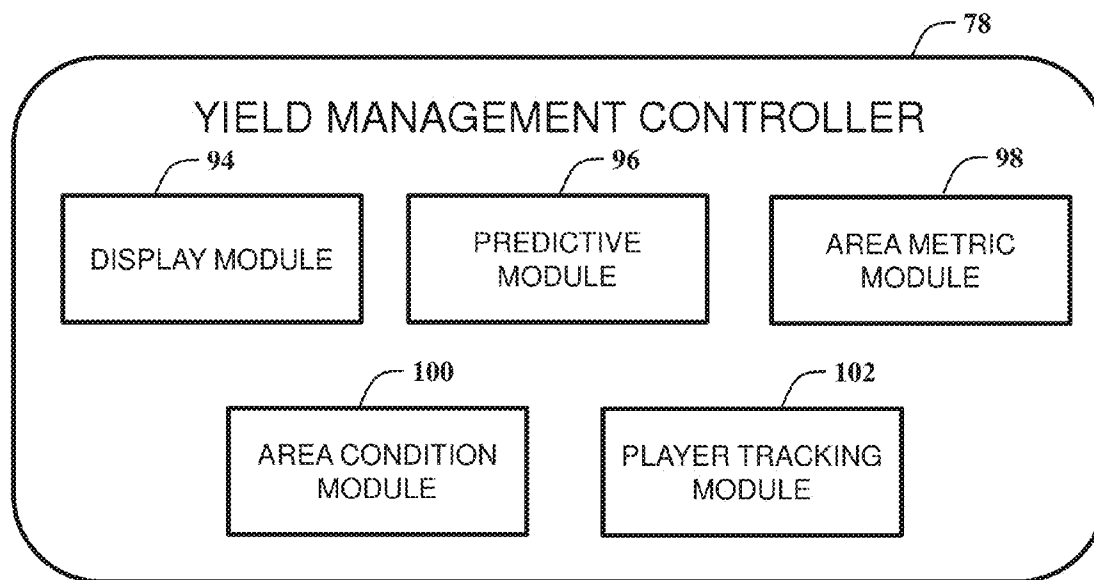 78
YIELD MANAGEMENT CONTROLLER
94
96
98
DISPLAY MODULE
PREDICTIVE
MODULE
AREA METRIC
MODULE
100
102
AREA CONDITION
MODULE
PLAYER TRACKING
MODULE